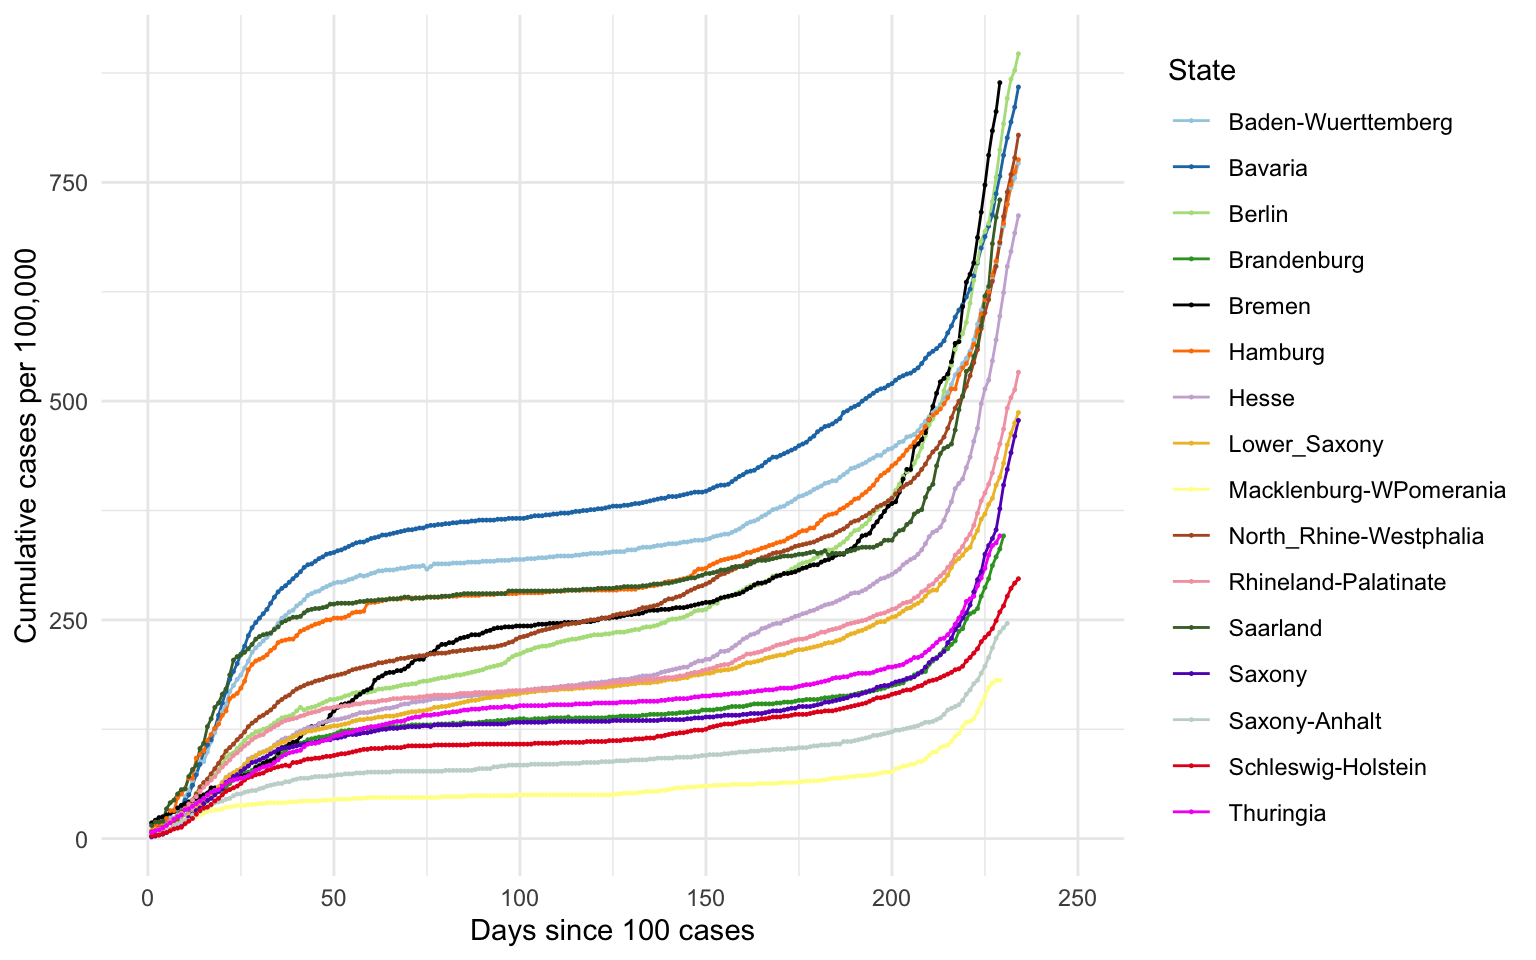 Cumulative cases per 100,000
750
500
250
0
0 50 100 150 200 250
Days since 100 cases
State
Baden-Wuerttemberg
Bavaria
Berlin
Brandenburg
Bremen
Hamburg
Hesse
Lower_Saxony
Macklenburg-WPomerania
North_Rhine-Westphalia
Rhineland-Palatinate
Saarland
Saxony
Saxony-Anhalt
Schleswig-Holstein
Thuringia